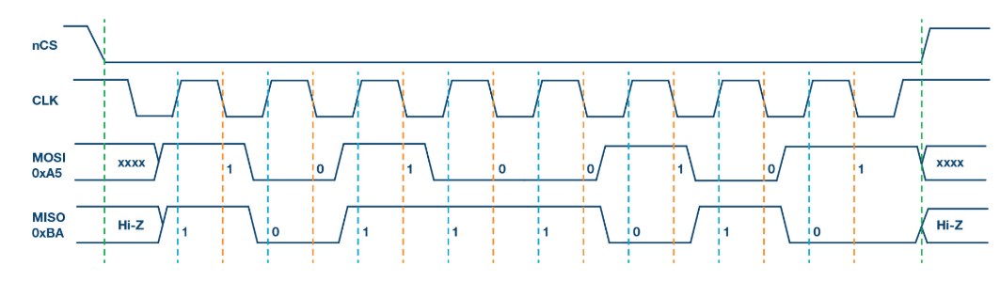 nCS
CLK
MOSI
0xA5
xxxx 1 0 1 0 0 1 0 1 xxxx
MISO
0xBA
Hi-Z 1 0 1 1 1 0 1 0 Hi-Z